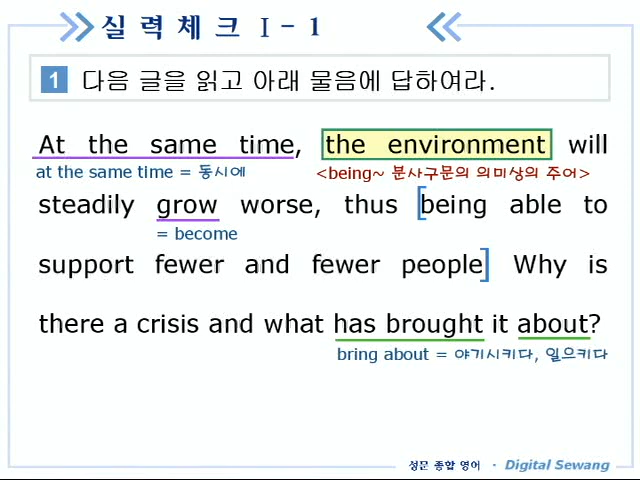 실력체크 I - 1
1 다음 글을 읽고 아래 물음에 답하여라.
At the same time, the environment will
at the same time = 동시에 <being~ 분사구문의 의미상의 주어>
steadily grow worse, thus [being able to
= become
support fewer and fewer people] Why is
there a crisis and what has brought it about?
bring about = 야기시키다, 일으키다
성문 종합 영어 · Digital Sewang